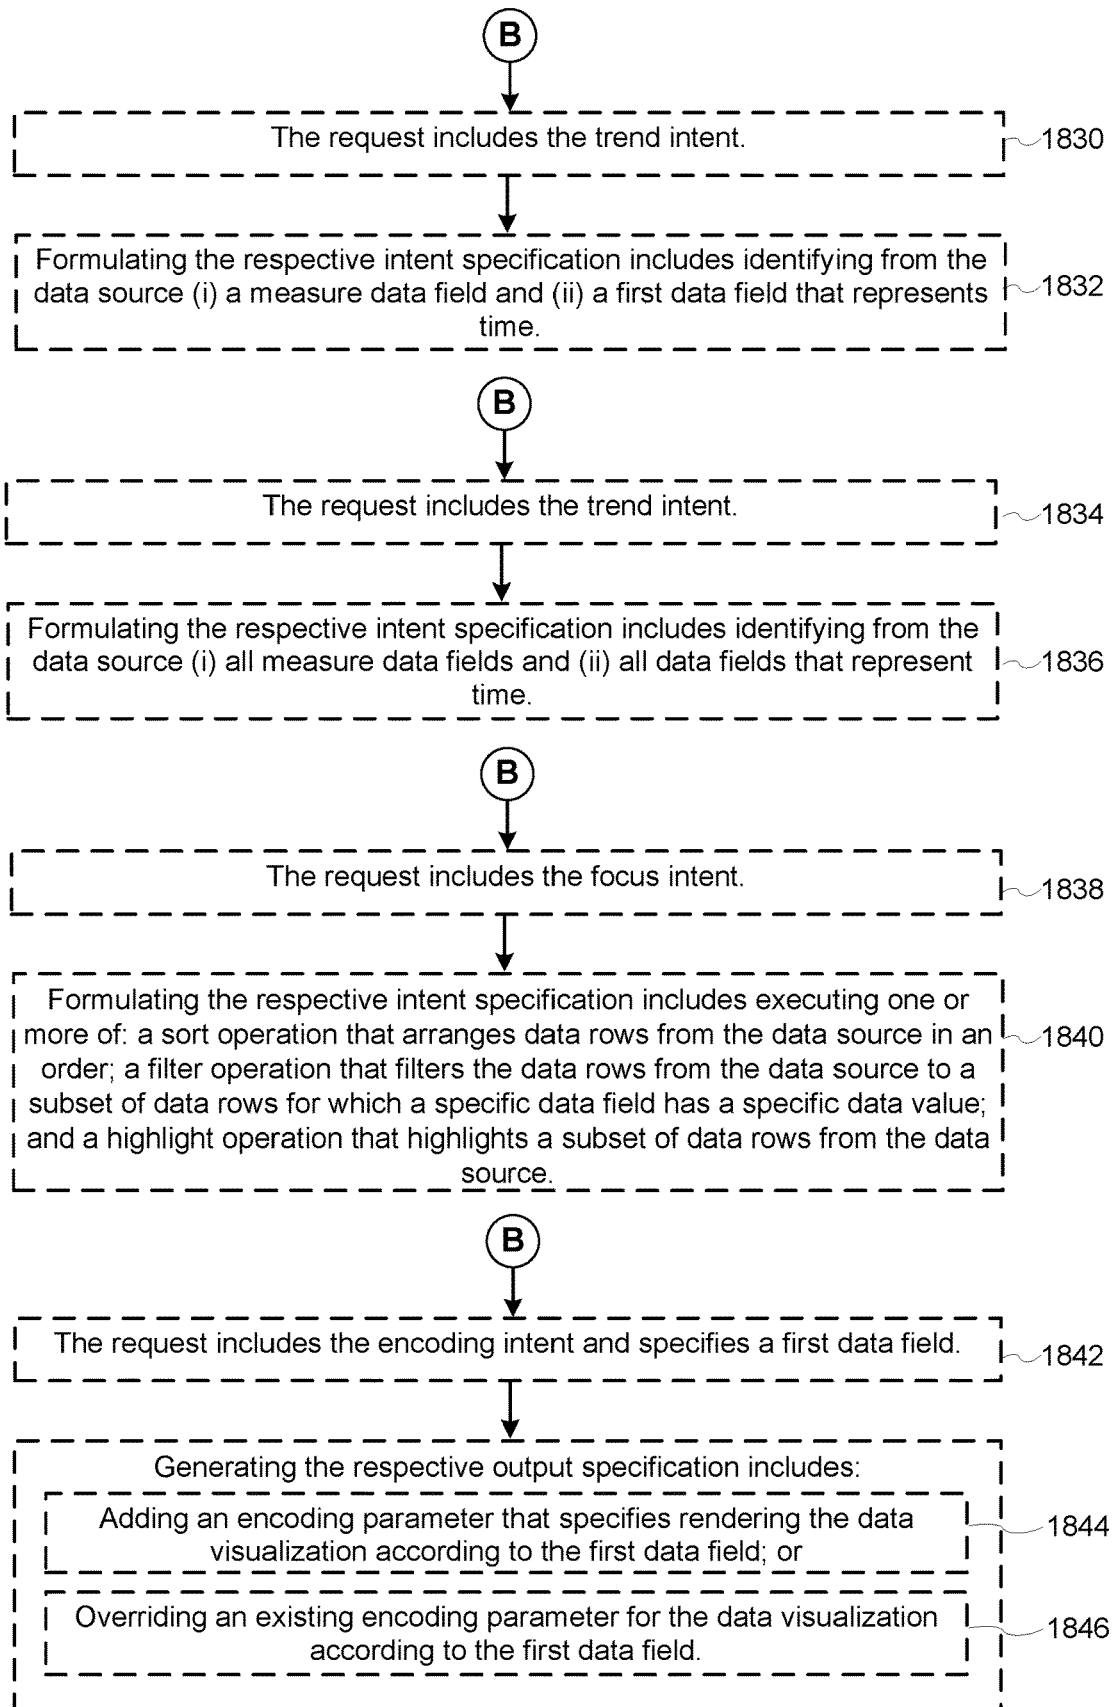 B
The request includes the trend intent.
1830
Formulating the respective intent specification includes identifying from the
data source (i) a measure data field and (ii) a first data field that represents
time.
1832
B
The request includes the trend intent.
1834
Formulating the respective intent specification includes identifying from the
data source (i) all measure data fields and (ii) all data fields that represent
time.
1836
B
The request includes the focus intent.
1838
Formulating the respective intent specification includes executing one or
more of: a sort operation that arranges data rows from the data source in an
order; a filter operation that filters the data rows from the data source to a
subset of data rows for which a specific data field has a specific data value;
and a highlight operation that highlights a subset of data rows from the data
source.
1840
B
The request includes the encoding intent and specifies a first data field.
1842
Generating the respective output specification includes:
Adding an encoding parameter that specifies rendering the data
visualization according to the first data field; or
1844
Overriding an existing encoding parameter for the data visualization
according to the first data field.
1846